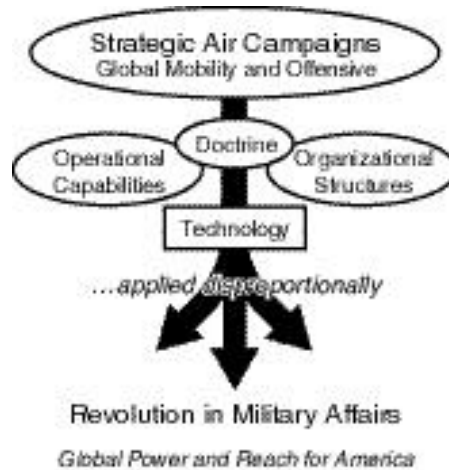 Strategic Air Campaigns
Global Mobility and Offensive
Doctrine
Operational
Capabilities
Organizational
Structures
Technology
...applied disproportionally
Revolution in Military Affairs
Global Power and Reach for America